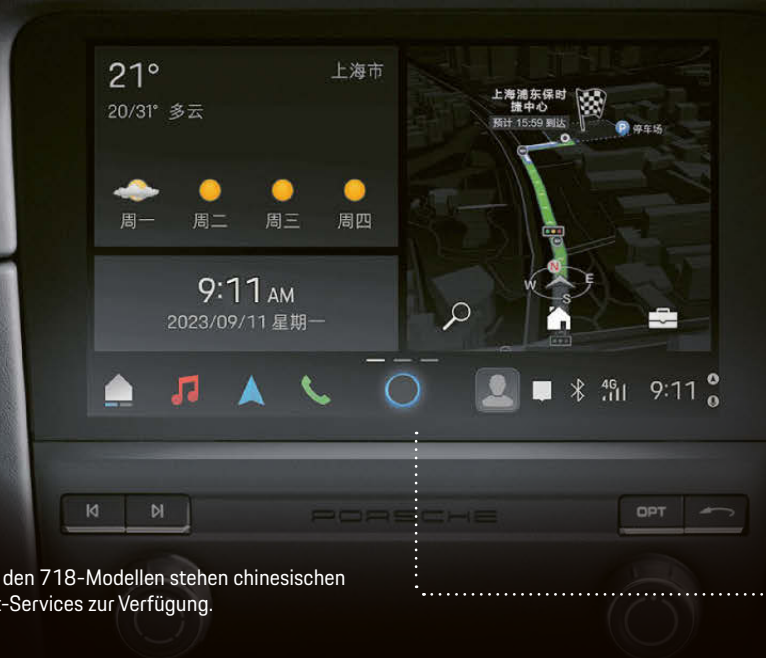 21°
上海市
20/31° 多云
周一 周二 周三 周四
9:11 AM
2023/09/11 星期一
上海浦东保时
捷中心
预计 15:59 到达
P 停车场
N
W E
S
4G 9:11
PORSCHE
OPT
den 718-Modellen stehen chinesischen
t-Services zur Verfügung.